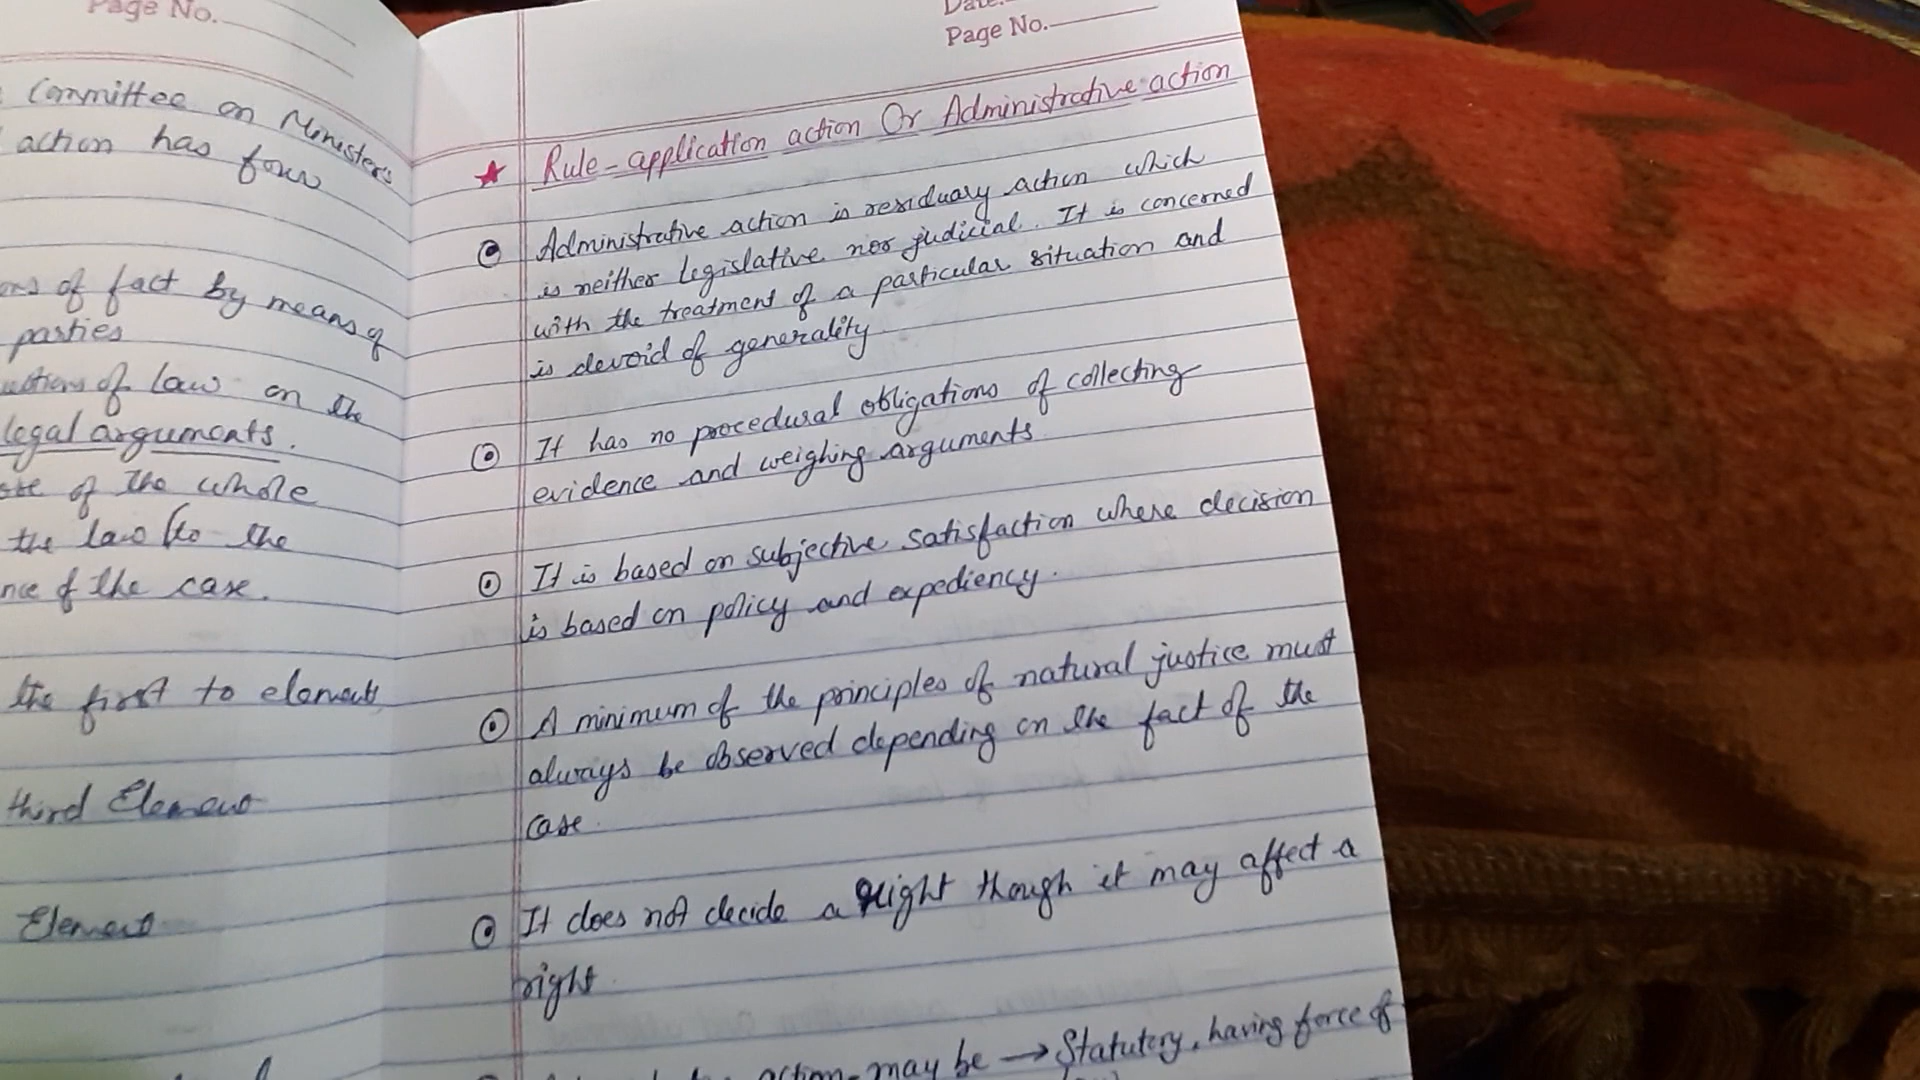 Page No.
Committee on Ministers
action has four
of fact by means of
parties
of law on the
legal arguments.
of the whole
the law to the
of the case.
the first to elements
third Element
Element
Date.
Page No.
Rule-application action Or Administrative action
Administrative action is residuary action which
is neither legislative nor judicial. It is concerned
with the treatment of a particular situation and
is devoid of generality
It has no procedural obligations of collecting
evidence and weighing arguments.
It is based on subjective satisfaction where decision
is based on policy and expediency.
A minimum of the principles of natural justice must
always be observed depending on the fact of the
case.
It does not decide a right though it may affect a
right.
action may be → Statutory, having force of